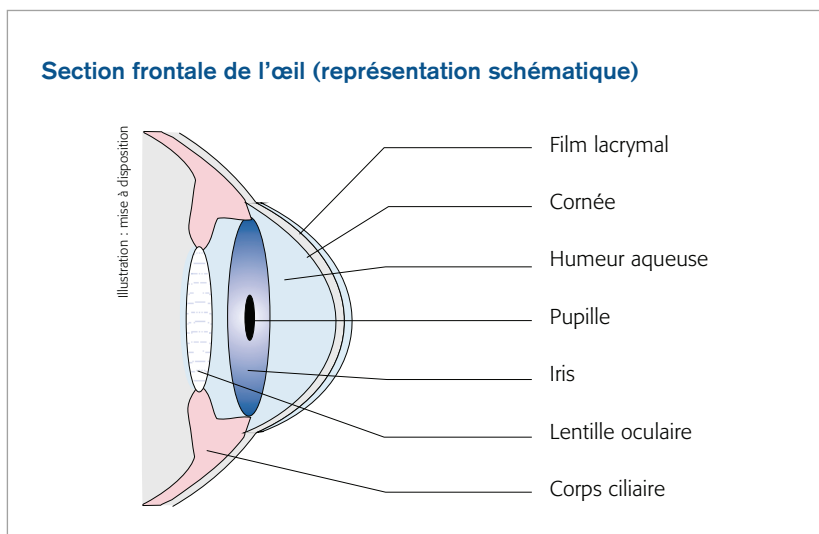 Section frontale de l’œil (représentation schématique)
Illustration : mise à disposition
Film lacrymal
Cornée
Humeur aqueuse
Pupille
Iris
Lentille oculaire
Corps ciliaire